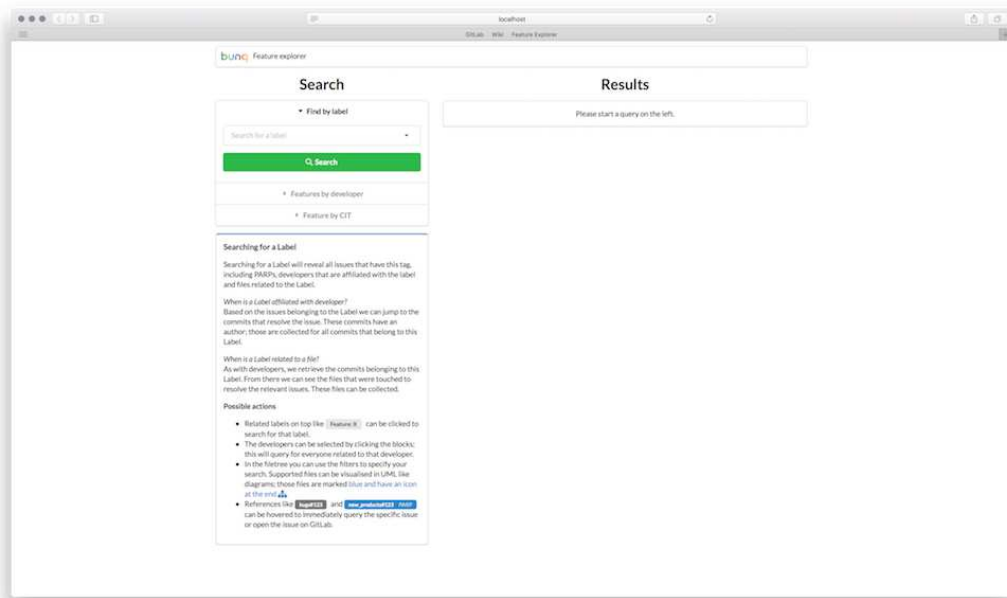 localhost
GitLab Wiki Feature Explorer
bunq Feature explorer
Search
Find by label
Search for a label
Search
Features by developer
Feature by CIT
Searching for a Label
Searching for a Label will reveal all issues that have this tag,
including PARPs, developers that are affiliated with the label
and files related to the Label.
When is a Label affiliated with developer?
Based on the issues belonging to the Label we can jump to the
commits that resolve the issue. These commits have an
author; those are collected for all commits that belong to this
Label.
When is a Label related to a file?
As with developers, we retrieve the commits belonging to this
Label. From there we can see the files that were touched to
resolve the relevant issues. These files can be collected.
Possible actions
Related labels on top like Feature: X can be clicked to
search for that label.
The developers can be selected by clicking the blocks;
this will query for everyone related to that developer.
In the filetree you can use the filters to specify your
search. Supported files can be visualised in UML like
diagrams; those files are marked blue and have an icon
at the end
References like bugs#123 and new_products#123 PARP
can be hovered to immediately query the specific issue
or open the issue on GitLab.
Results
Please start a query on the left.